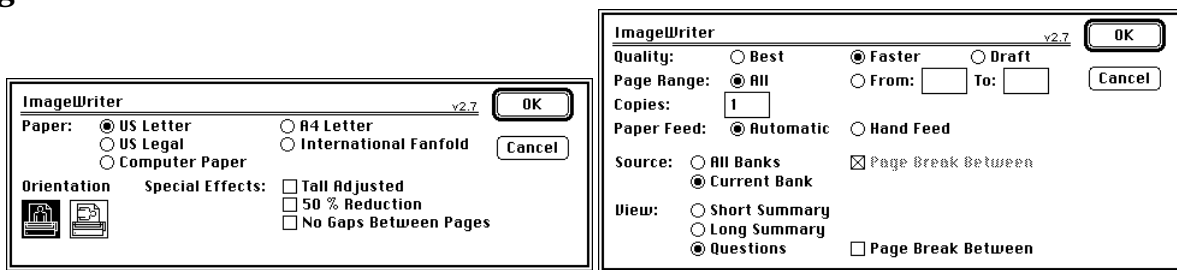 g
ImageWriter v2.7 OK
Paper: US Letter A4 Letter
US Legal International Fanfold Cancel
Computer Paper
Orientation Special Effects: Tall Adjusted
50 % Reduction
No Gaps Between Pages
ImageWriter v2.7 OK
Quality: Best Faster Draft
Page Range: All From: To: Cancel
Copies: 1
Paper Feed: Automatic Hand Feed
Source: All Banks Page Break Between
Current Bank
View: Short Summary
Long Summary
Questions Page Break Between